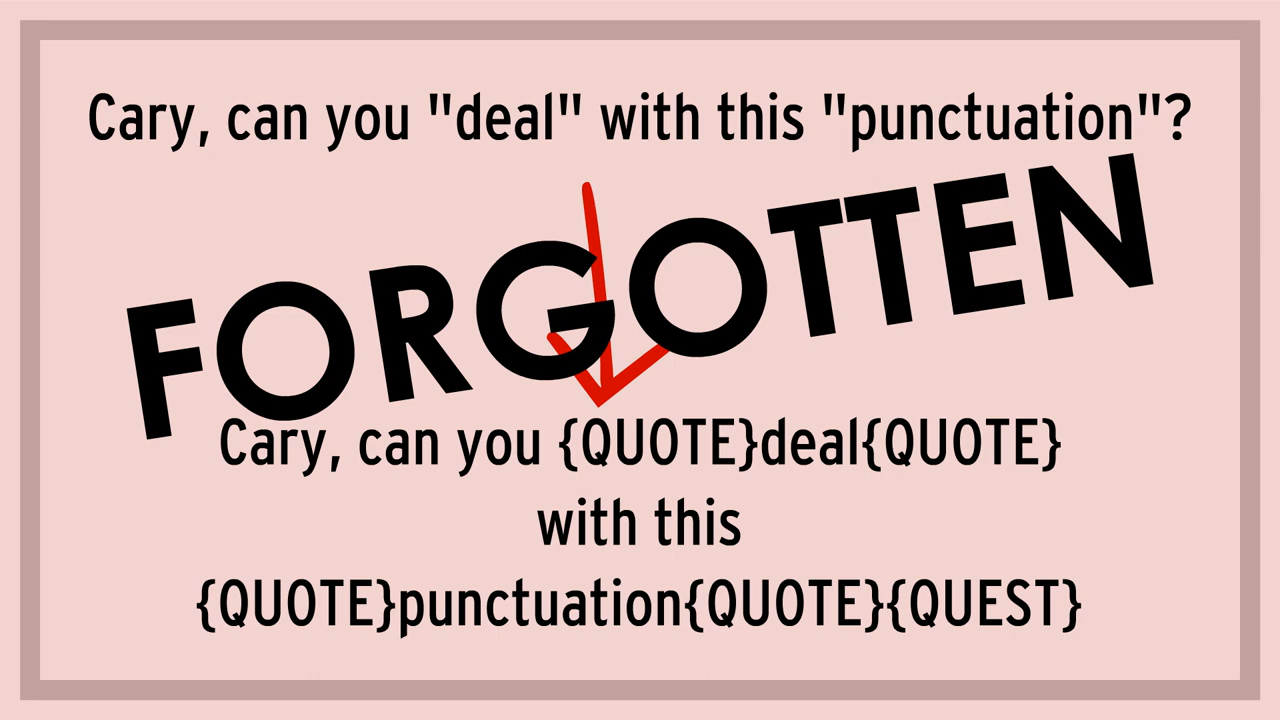 Cary, can you "deal" with this "punctuation"?
FORGOTTEN
Cary, can you {QUOTE}deal{QUOTE}
with this
{QUOTE}punctuation{QUOTE}{QUEST}